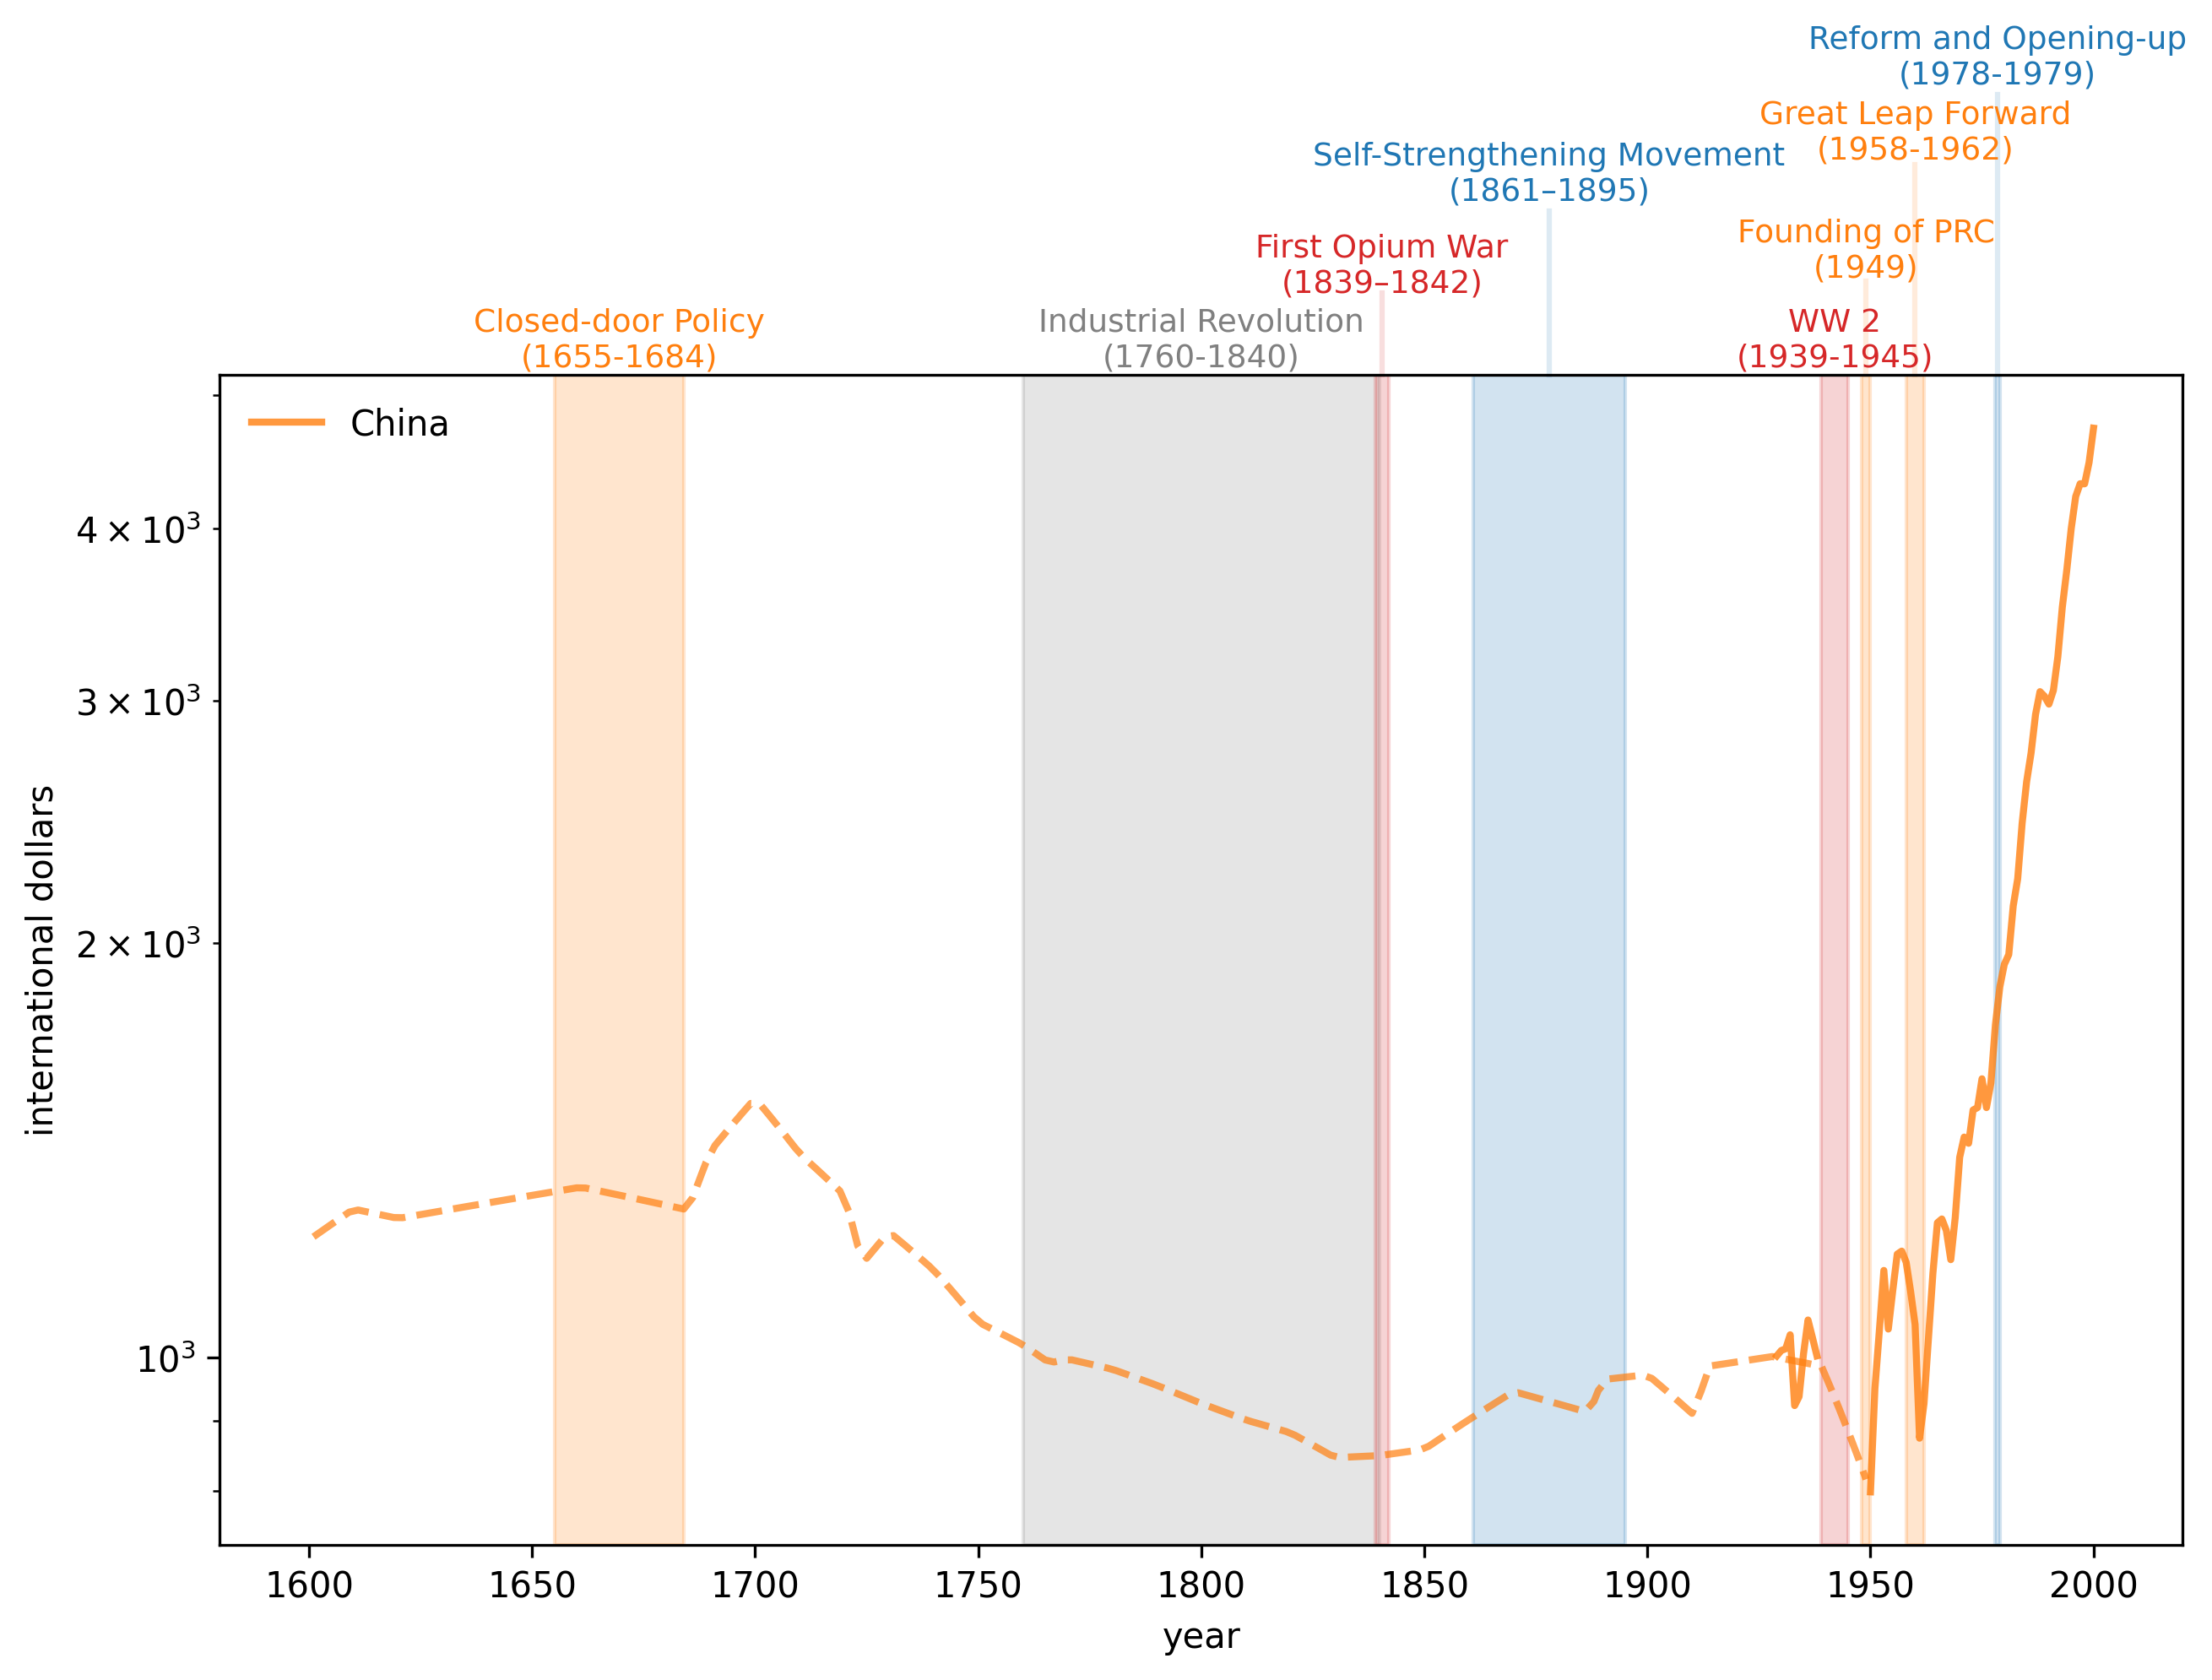 Reform and Opening-up
(1978-1979)
Great Leap Forward
(1958-1962)
Self-Strengthening Movement
(1861–1895)
Founding of PRC
(1949)
First Opium War
(1839–1842)
Closed-door Policy
(1655-1684)
Industrial Revolution
(1760-1840)
WW 2
(1939-1945)
China
4 × 10³
3 × 10³
2 × 10³
10³
international dollars
1600 1650 1700 1750 1800 1850 1900 1950 2000
year